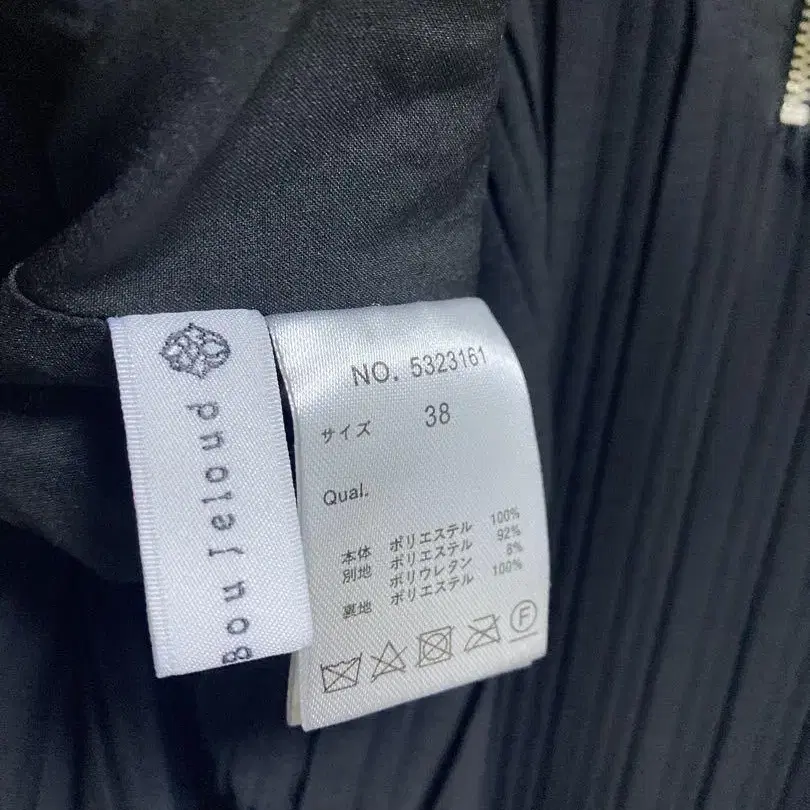 Bou Jeloud
NO. 5323161
サイズ 38
Qual.
本体 ポリエステル 100%
別地 ポリエステル 92%
ポリウレタン 8%
裏地 ポリエステル 100%
F